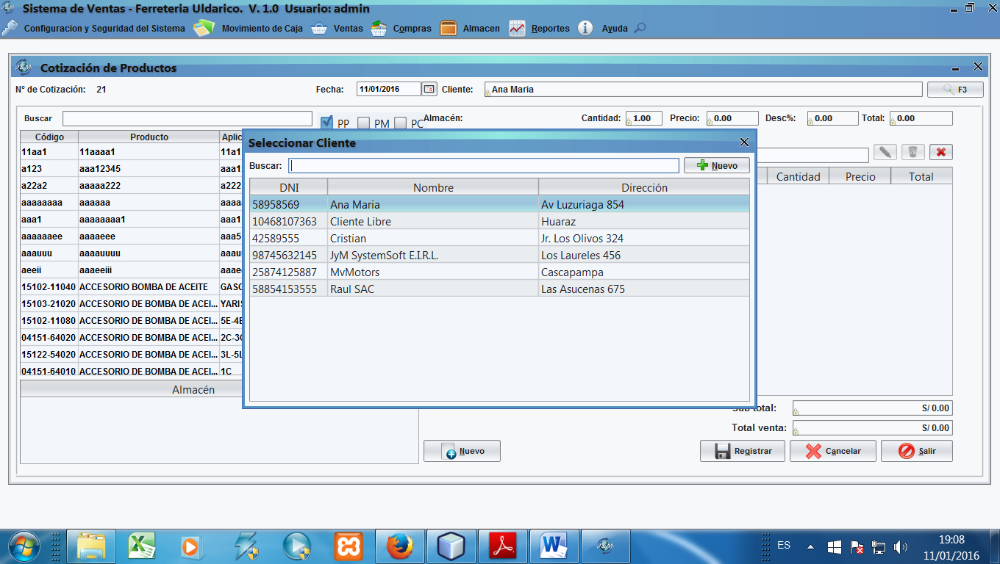 Sistema de Ventas - Ferreteria Uldarico. V. 1.0 Usuario: admin
Configuracion y Seguridad del Sistema Movimiento de Caja Ventas Compras Almacen Reportes Ayuda
Cotización de Productos
N° de Cotización: 21 Fecha: 11/01/2016 Cliente: Ana Maria F3
Buscar PP PM PC Almacén: Cantidad: 1.00 Precio: 0.00 Desc%: 0.00 Total: 0.00
Código Producto Aplic
11aa1 11aaaa1 11a1
a123 aaa12345 aaa1
a22a2 aaaaa222 a222
aaaaaaaa aaaaaa aaaa
aaa1 aaaaaaaa1 aaa1
aaaaaaee aaaaeee aaa5
aaauuu aaaauuuu aaau
aeeii aaaeeiii aaae
15102-11040 ACCESORIO BOMBA DE ACEITE GASO
15103-21020 ACCESORIO DE BOMBA DE ACEI... YARIS
15102-11080 ACCESORIO DE BOMBA DE ACEI... 5E-4E
04151-64020 ACCESORIO DE BOMBA DE ACEI... 2C-3C
15122-54020 ACCESORIO DE BOMBA DE ACEI... 3L-5L
04151-64010 ACCESORIO DE BOMBA DE ACEI... 1C
Almacén
Seleccionar Cliente
Buscar: Nuevo
DNI Nombre Dirección
58958569 Ana Maria Av Luzuriaga 854
10468107363 Cliente Libre Huaraz
42589555 Cristian Jr. Los Olivos 324
98745632145 JyM SystemSoft E.I.R.L. Los Laureles 456
25874125887 MvMotors Cascapampa
58854153555 Raul SAC Las Asucenas 675
Cantidad Precio Total
Sub total: S/ 0.00
Total venta: S/ 0.00
Nuevo Registrar Cancelar Salir
ES 19:08
11/01/2016